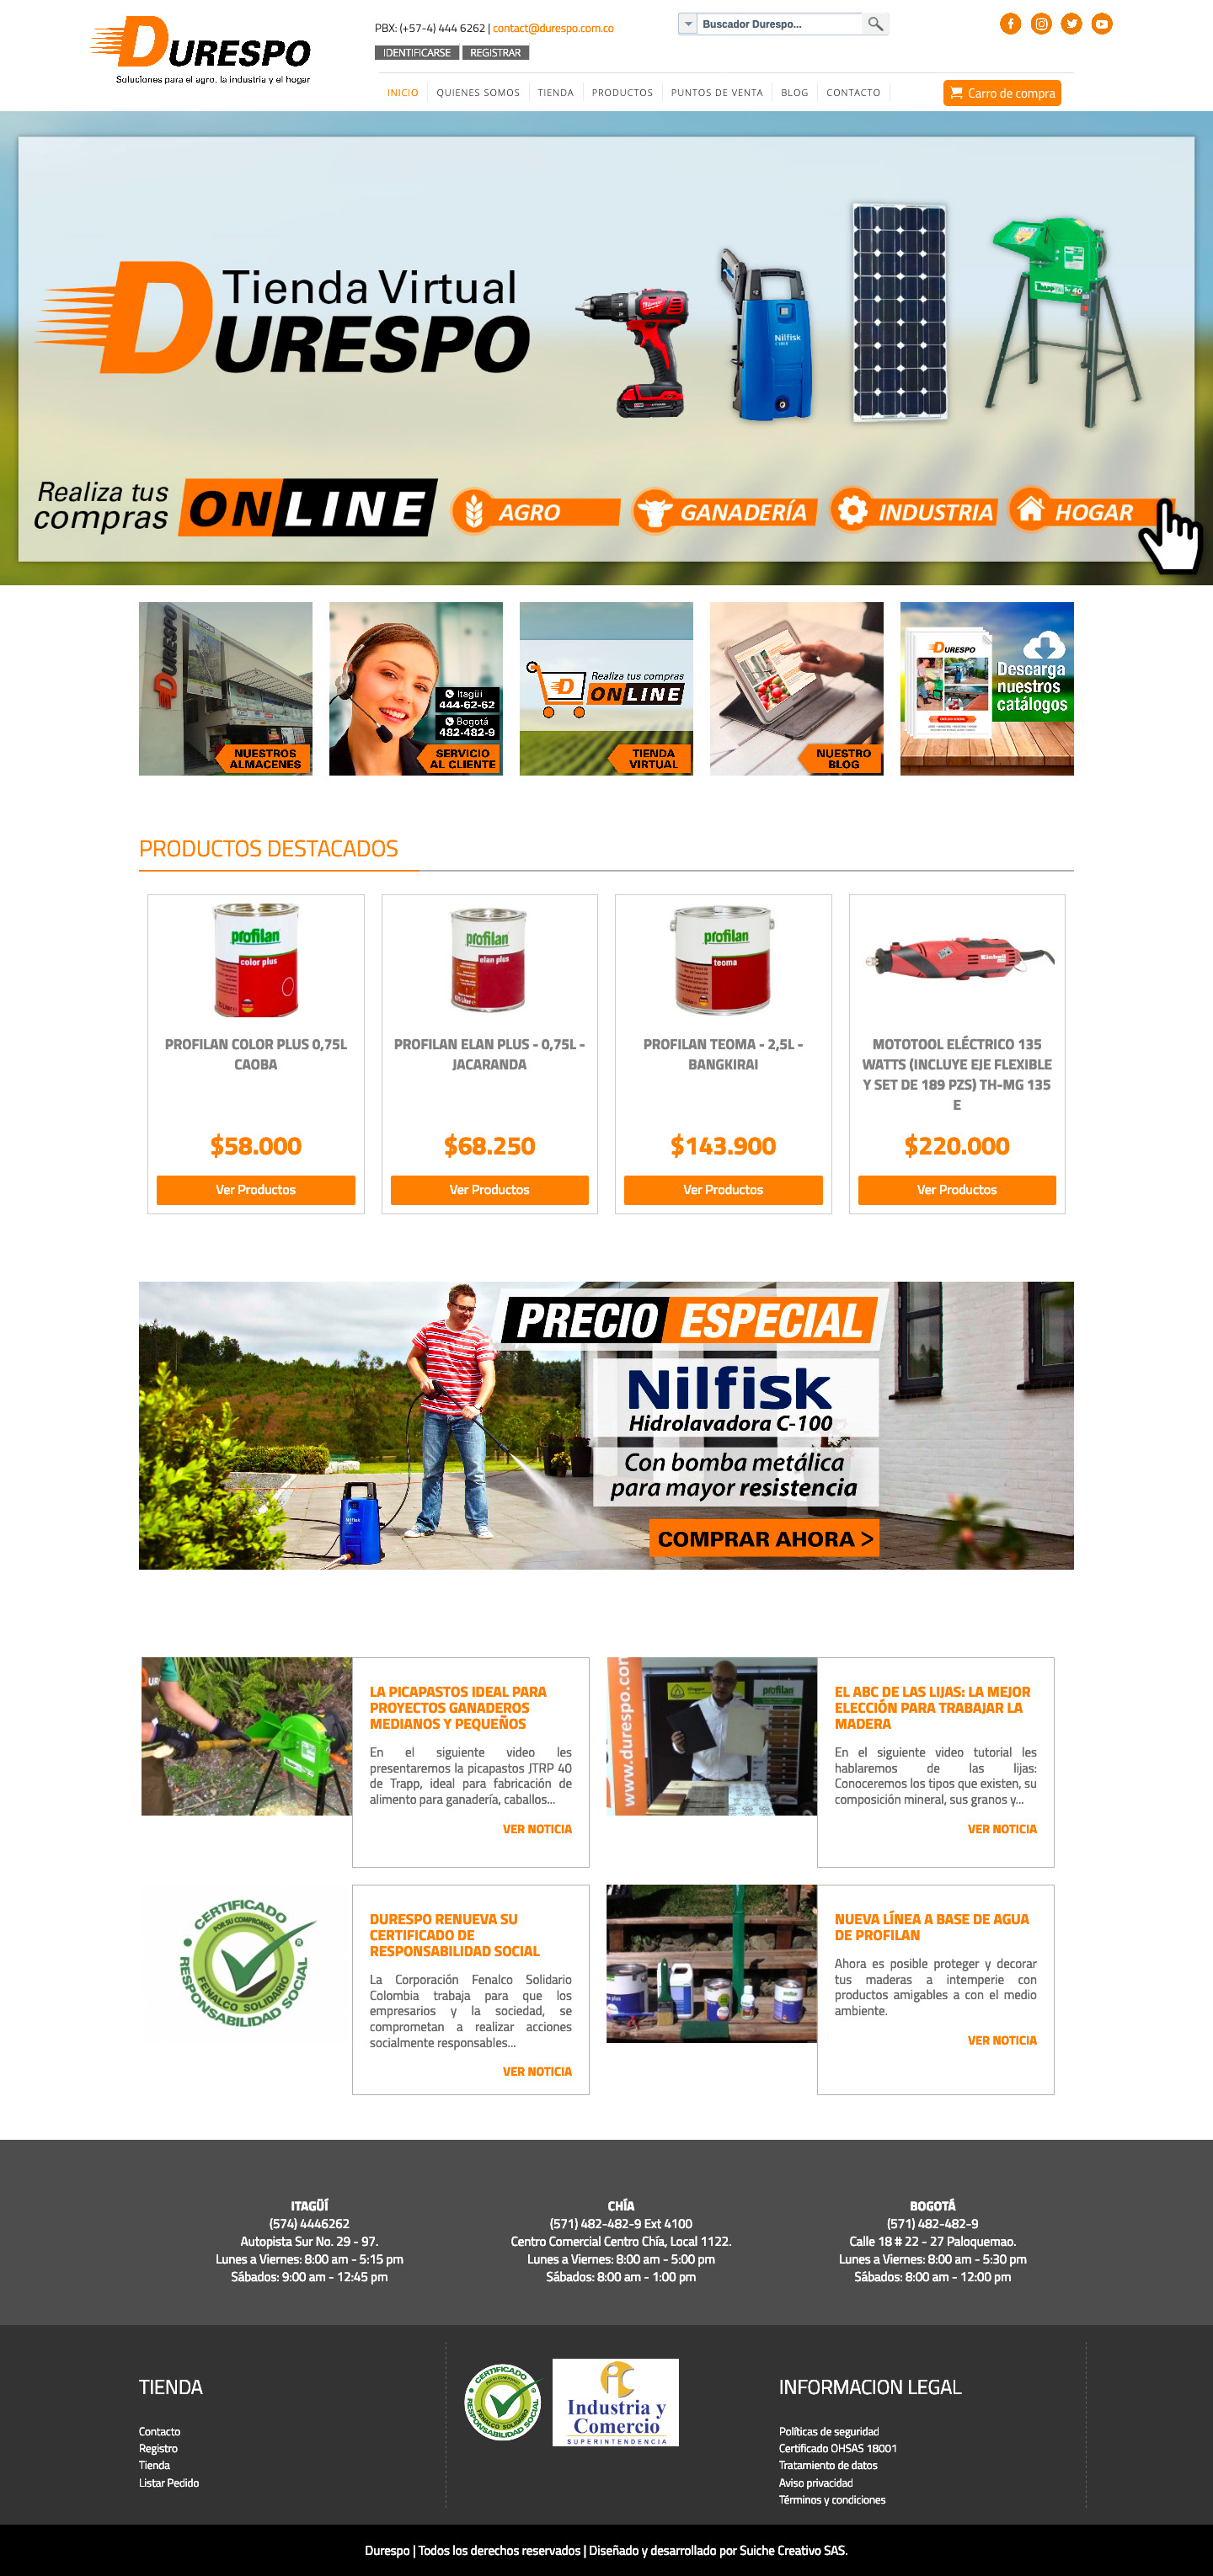 DURESPO
Soluciones para el agro, la industria y el hogar
PBX: (+57-4) 444 6262 | contact@durespo.com.co
IDENTIFICARSE REGISTRAR
Buscador Durespo...
INICIO QUIENES SOMOS TIENDA PRODUCTOS PUNTOS DE VENTA BLOG CONTACTO
Carro de compra
Tienda Virtual
DURESPO
Nilfisk
40
Realiza tus
compras
ONLINE
AGRO
GANADERÍA
INDUSTRIA
HOGAR
DURESPO
NUESTROS
ALMACENES
Itagüí
444-62-62
Bogotá
482-482-9
SERVICIO
AL CLIENTE
Realiza tus compras
ONLINE
TIENDA
VIRTUAL
NUESTRO
BLOG
DURESPO
Descarga
nuestros
catálogos
PRODUCTOS DESTACADOS
profilan
color plus
profilan
elan plus
profilan
teoma
Einhell
PROFILAN COLOR PLUS 0,75L
CAOBA
$58.000
Ver Productos
PROFILAN ELAN PLUS - 0,75L -
JACARANDA
$68.250
Ver Productos
PROFILAN TEOMA - 2,5L -
BANGKIRAI
$143.900
Ver Productos
MOTOTOOL ELÉCTRICO 135
WATTS (INCLUYE EJE FLEXIBLE
Y SET DE 189 PZS) TH-MG 135
E
$220.000
Ver Productos
PRECIO ESPECIAL
Nilfisk
Hidrolavadora C-100
Con bomba metálica
para mayor resistencia
COMPRAR AHORA >
Nilfisk
LA PICAPASTOS IDEAL PARA
PROYECTOS GANADEROS
MEDIANOS Y PEQUEÑOS
En el siguiente video les
presentaremos la picapastos JTRP 40
de Trapp, ideal para fabricación de
alimento para ganadería, caballos...
VER NOTICIA
www.durespo.com
profilan
EL ABC DE LAS LIJAS: LA MEJOR
ELECCIÓN PARA TRABAJAR LA
MADERA
En el siguiente video tutorial les
hablaremos de las lijas:
Conoceremos los tipos que existen, su
composición mineral, sus granos y...
VER NOTICIA
CERTIFICADO
POR SU COMPROMISO
FENALCO SOLIDARIO
RESPONSABILIDAD SOCIAL
DURESPO RENUEVA SU
CERTIFICADO DE
RESPONSABILIDAD SOCIAL
La Corporación Fenalco Solidario
Colombia trabaja para que los
empresarios y la sociedad, se
comprometan a realizar acciones
socialmente responsables...
VER NOTICIA
NUEVA LÍNEA A BASE DE AGUA
DE PROFILAN
Ahora es posible proteger y decorar
tus maderas a intemperie con
productos amigables a con el medio
ambiente.
VER NOTICIA
ITAGÜÍ
(574) 4446262
Autopista Sur No. 29 - 97.
Lunes a Viernes: 8:00 am - 5:15 pm
Sábados: 9:00 am - 12:45 pm
CHÍA
(571) 482-482-9 Ext 4100
Centro Comercial Centro Chía, Local 1122.
Lunes a Viernes: 8:00 am - 5:00 pm
Sábados: 8:00 am - 1:00 pm
BOGOTÁ
(571) 482-482-9
Calle 18 # 22 - 27 Paloquemao.
Lunes a Viernes: 8:00 am - 5:30 pm
Sábados: 8:00 am - 12:00 pm
TIENDA
Contacto
Registro
Tienda
Listar Pedido
CERTIFICADO
FENALCO SOLIDARIO
RESPONSABILIDAD SOCIAL
Industria y
Comercio
SUPERINTENDENCIA
INFORMACION LEGAL
Políticas de seguridad
Certificado OHSAS 18001
Tratamiento de datos
Aviso privacidad
Términos y condiciones
Durespo | Todos los derechos reservados | Diseñado y desarrollado por Suiche Creativo SAS.